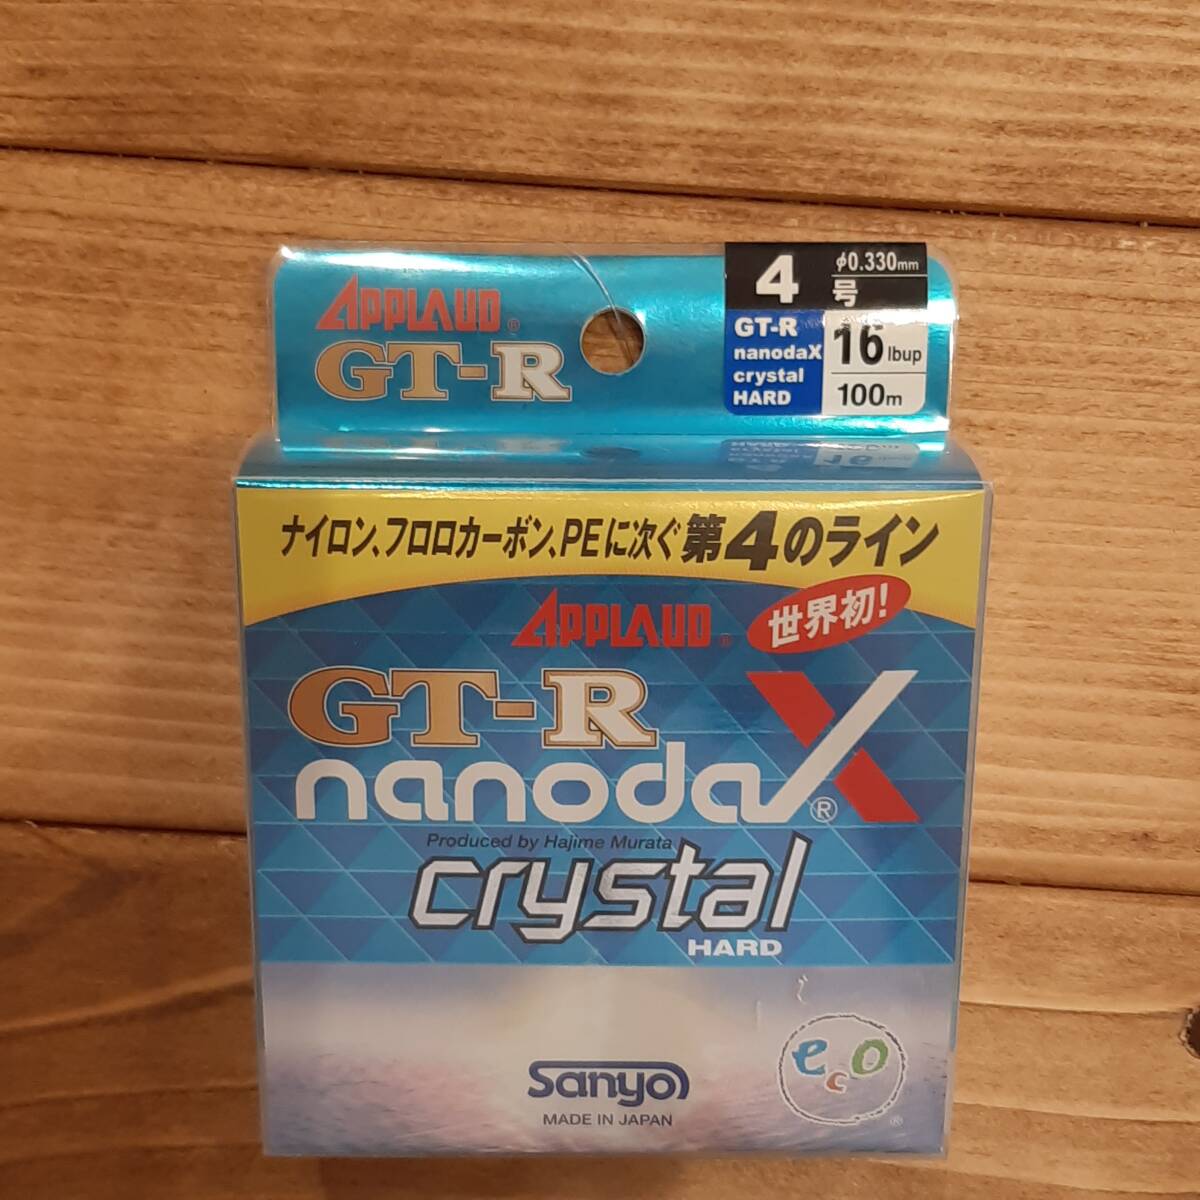 APPLAUD®
GT-R
4号
φ0.330mm
GT-R
nanodaX
crystal
HARD
16lbup
100m
ナイロン、フロロカーボン、PEに次ぐ第4のライン
世界初!
APPLAUD®
GT-R
nanodaX®
Produced by Hajime Murata
crystal
HARD
eco®
Sanyo
MADE IN JAPAN